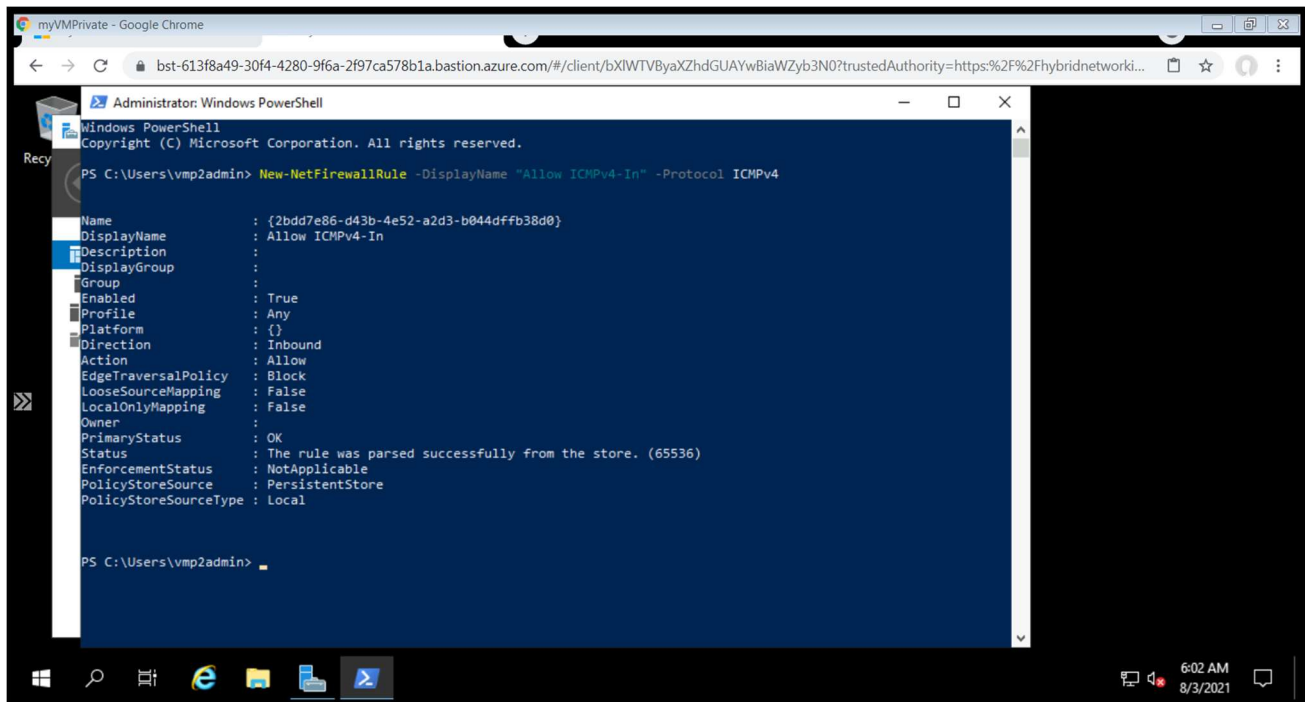 myVMPrivate - Google Chrome
bst-613f8a49-30f4-4280-9f6a-2f97ca578b1a.bastion.azure.com/#/client/bXlWTVByaXZhdGUAYwBiaWZyb3N0?trustedAuthority=https:%2F%2Fhybridnetworki...
Administrator: Windows PowerShell
Recy
Windows PowerShell
Copyright (C) Microsoft Corporation. All rights reserved.
PS C:\Users\vmp2admin> New-NetFirewallRule -DisplayName "Allow ICMPv4-In" -Protocol ICMPv4
Name : {2bdd7e86-d43b-4e52-a2d3-b044dffb38d0}
DisplayName : Allow ICMPv4-In
Description :
DisplayGroup :
Group :
Enabled : True
Profile : Any
Platform : {}
Direction : Inbound
Action : Allow
EdgeTraversalPolicy : Block
LooseSourceMapping : False
LocalOnlyMapping : False
Owner :
PrimaryStatus : OK
Status : The rule was parsed successfully from the store. (65536)
EnforcementStatus : NotApplicable
PolicyStoreSource : PersistentStore
PolicyStoreSourceType : Local
PS C:\Users\vmp2admin>
6:02 AM
8/3/2021